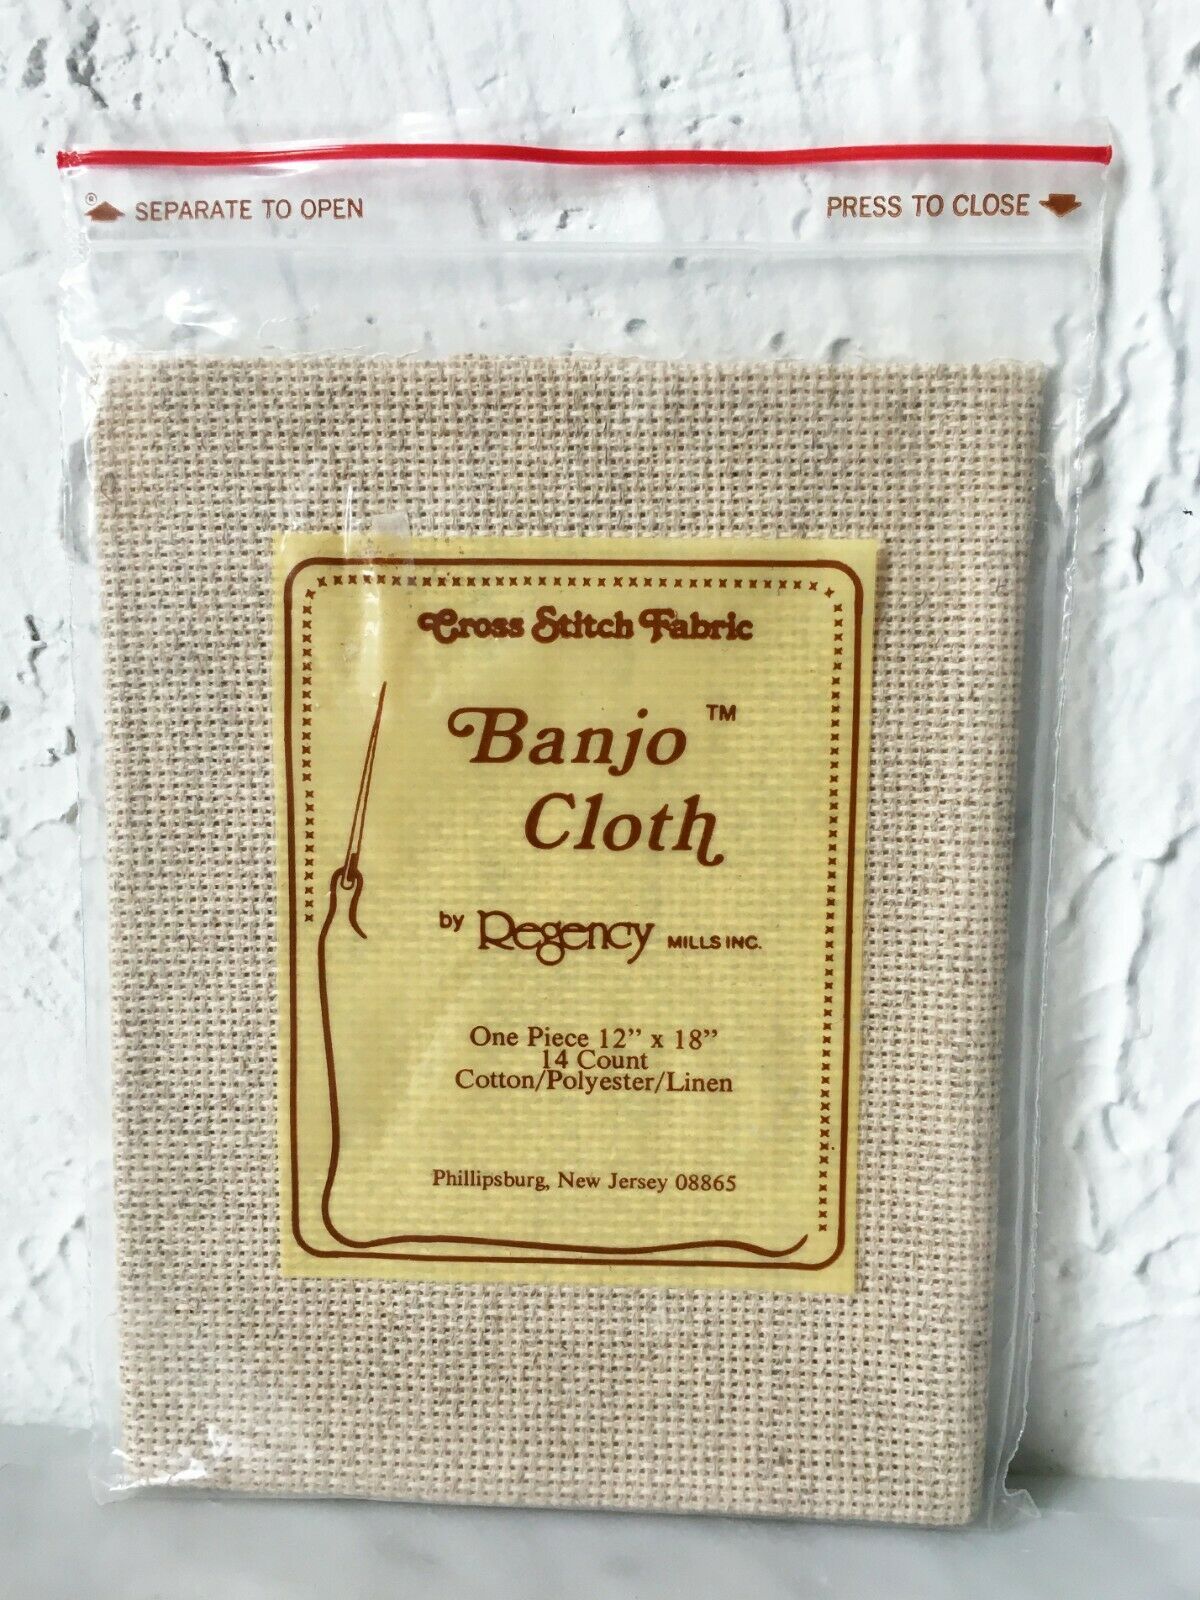 ® SEPARATE TO OPEN
PRESS TO CLOSE
Cross Stitch Fabric
Banjo™
Cloth
by Regency MILLS INC.
One Piece 12” x 18”
14 Count
Cotton/Polyester/Linen
Phillipsburg, New Jersey 08865